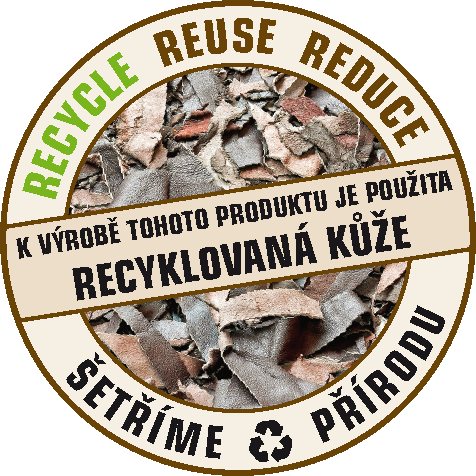 RECYCLE REUSE REDUCE
K VÝROBĚ TOHOTO PRODUKTU JE POUŽITA
RECYKLOVANÁ KŮŽE
ŠETŘÍME PŘÍRODU